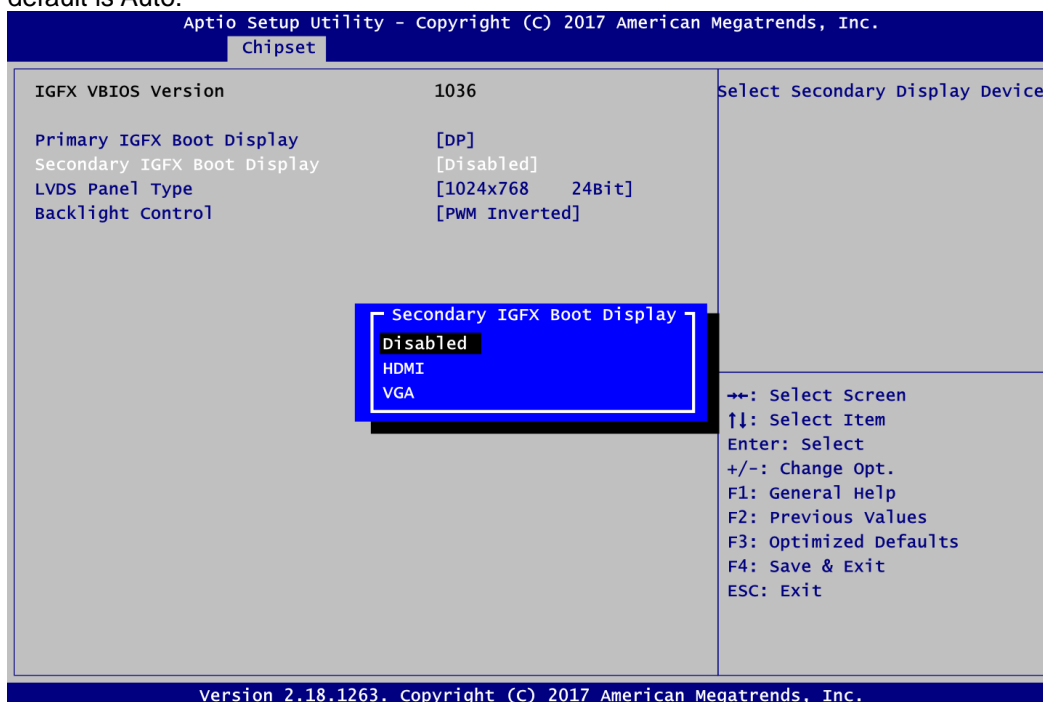 default is Auto.
Aptio Setup Utility – Copyright (C) 2017 American Megatrends, Inc.
Chipset
IGFX VBIOS Version 1036
Select Secondary Display Device
Primary IGFX Boot Display [DP]
Secondary IGFX Boot Display [Disabled]
LVDS Panel Type [1024x768 24Bit]
Backlight Control [PWM Inverted]
Secondary IGFX Boot Display
Disabled
HDMI
VGA
→←: Select Screen
↑↓: Select Item
Enter: Select
+/-: Change Opt.
F1: General Help
F2: Previous Values
F3: Optimized Defaults
F4: Save & Exit
ESC: Exit
Version 2.18.1263. Copyright (C) 2017 American Megatrends, Inc.